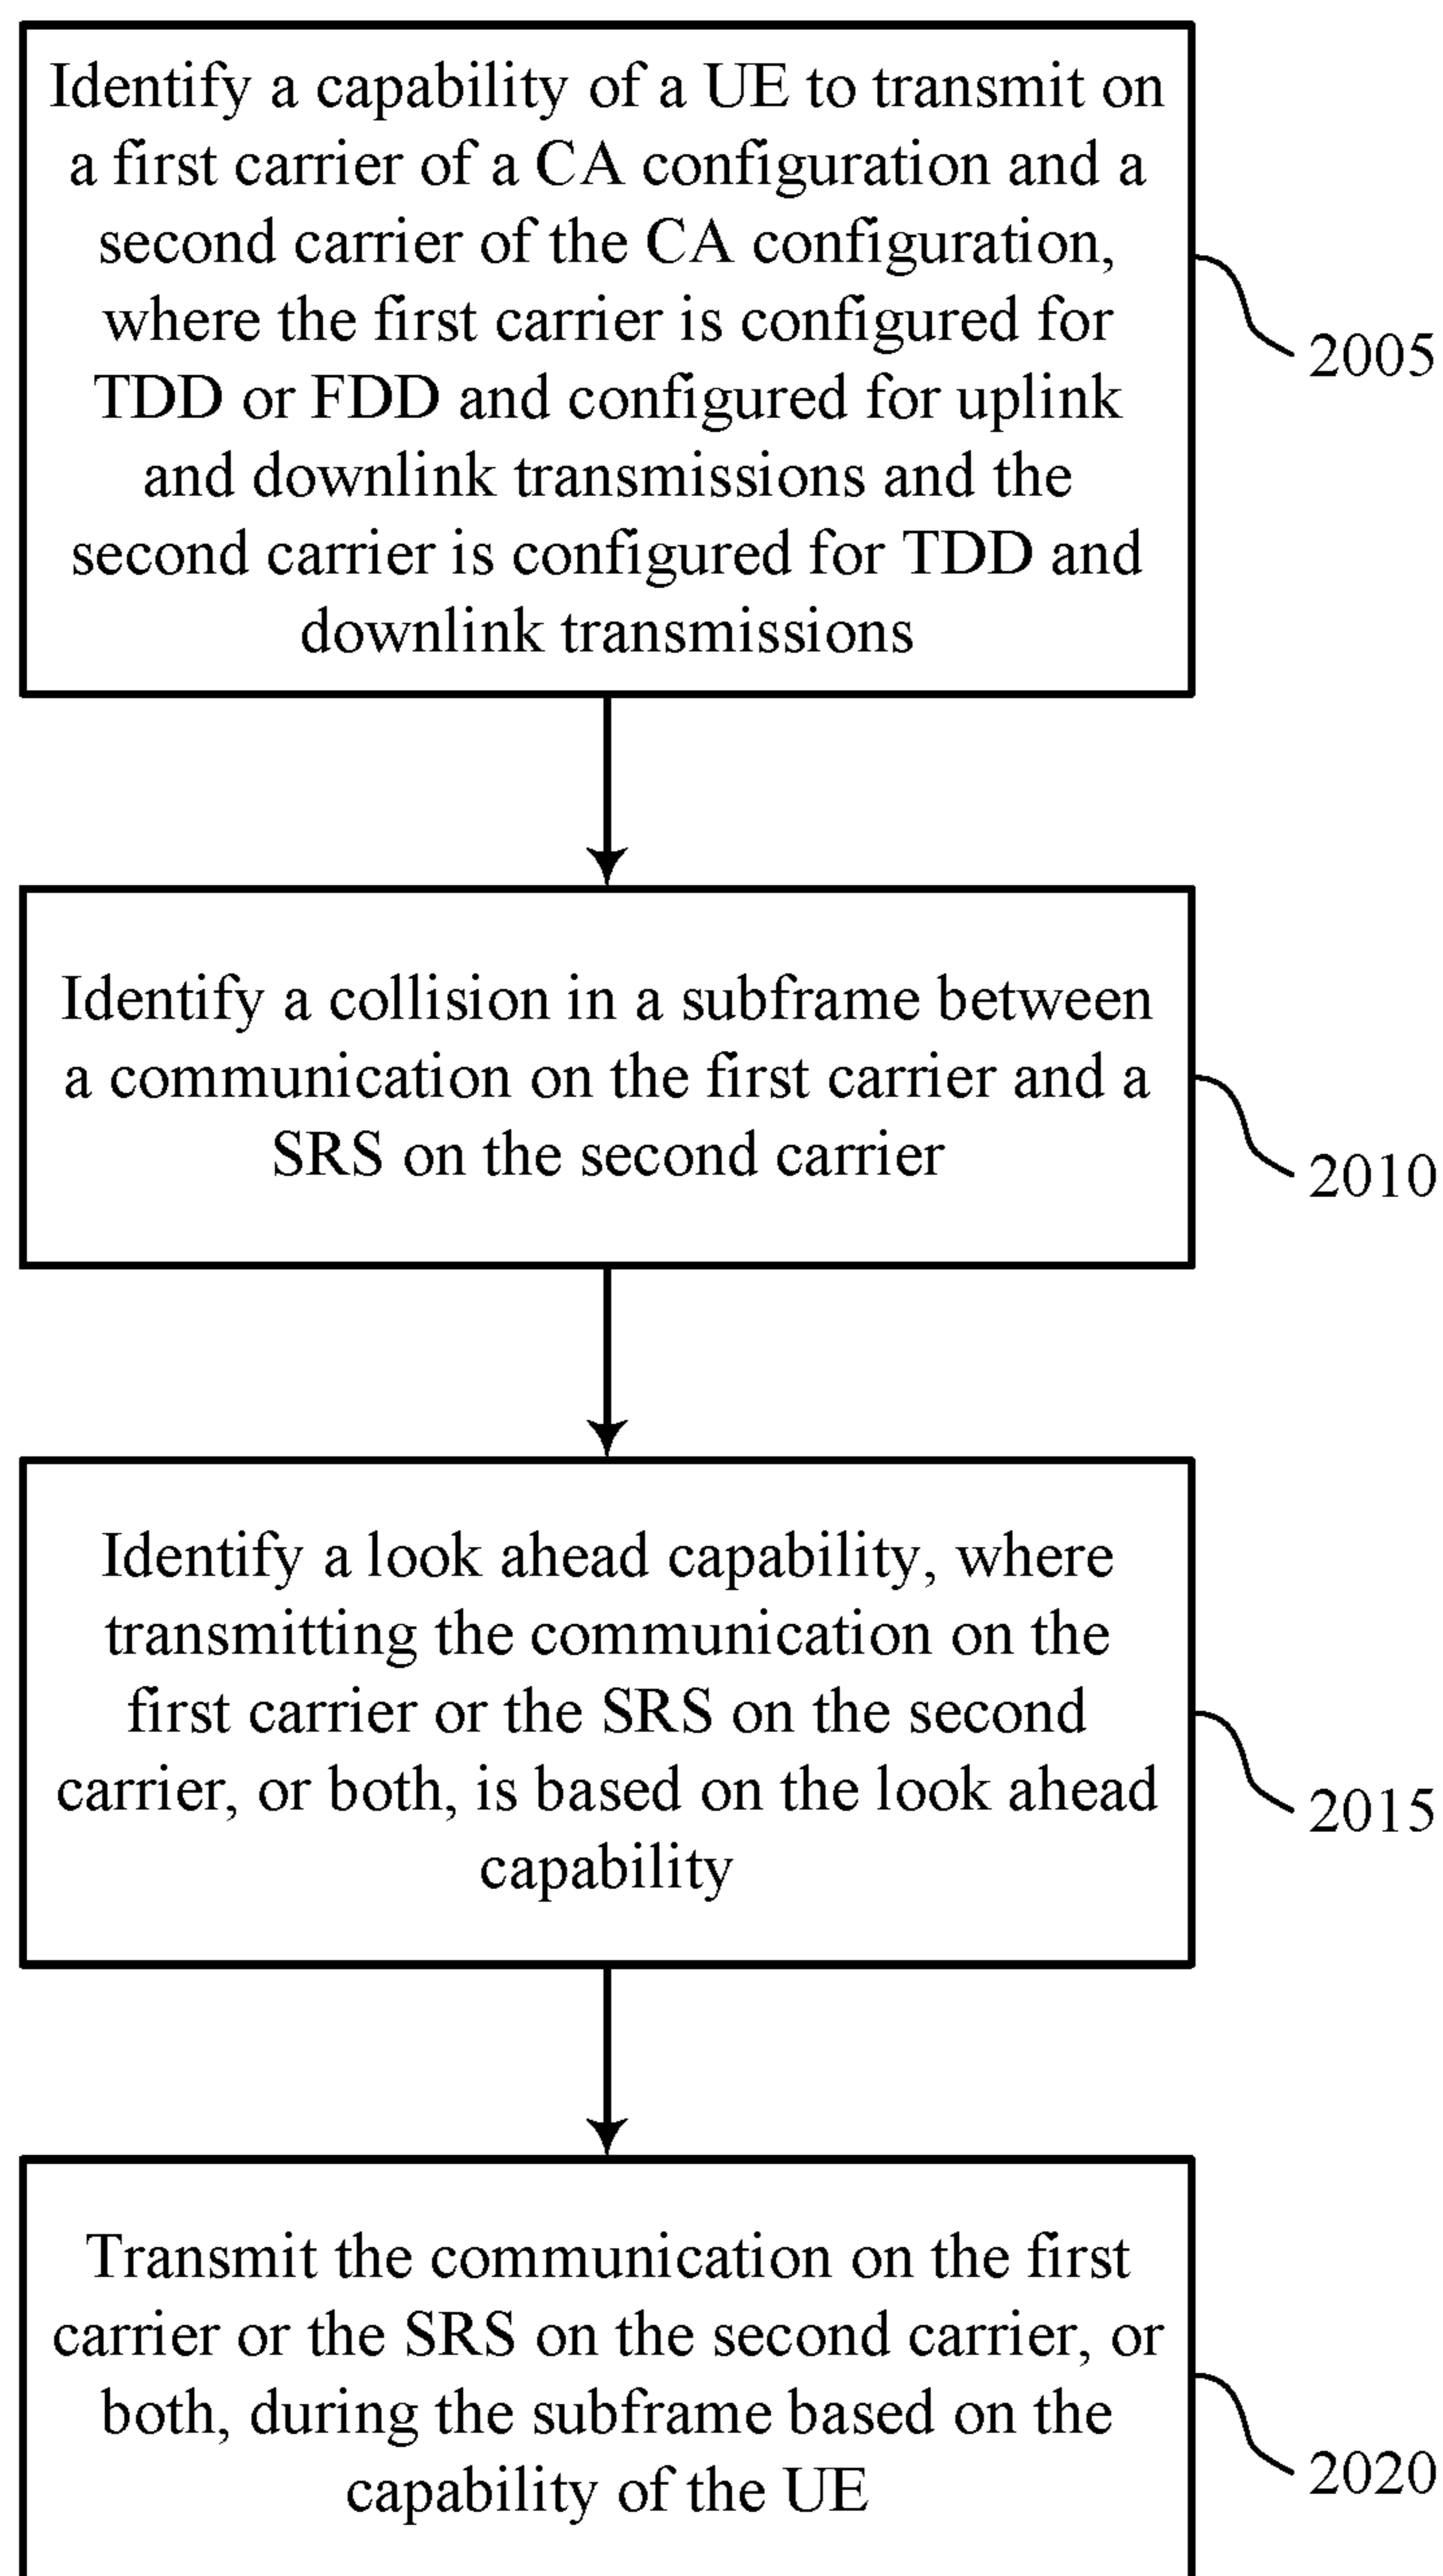 Identify a capability of a UE to transmit on
a first carrier of a CA configuration and a
second carrier of the CA configuration,
where the first carrier is configured for
TDD or FDD and configured for uplink
and downlink transmissions and the
second carrier is configured for TDD and
downlink transmissions
2005
Identify a collision in a subframe between
a communication on the first carrier and a
SRS on the second carrier
2010
Identify a look ahead capability, where
transmitting the communication on the
first carrier or the SRS on the second
carrier, or both, is based on the look ahead
capability
2015
Transmit the communication on the first
carrier or the SRS on the second carrier, or
both, during the subframe based on the
capability of the UE
2020